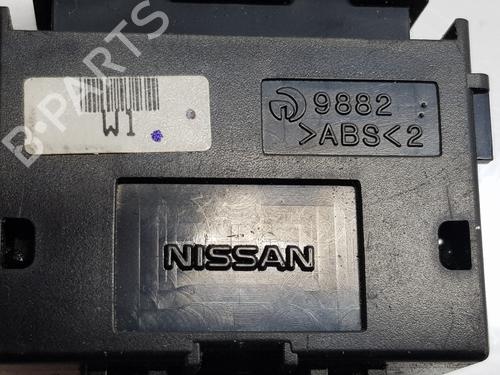 W1
9882
>ABS<2
NISSAN
B-PARTS